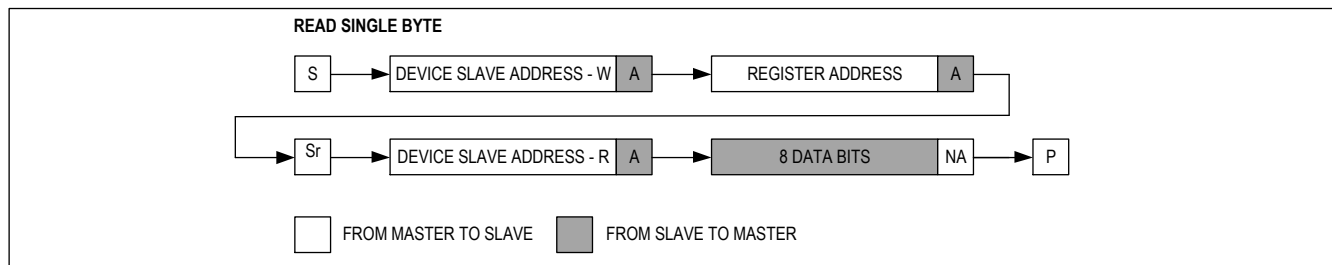 READ SINGLE BYTE
S DEVICE SLAVE ADDRESS - W A REGISTER ADDRESS A
Sr DEVICE SLAVE ADDRESS - R A 8 DATA BITS NA P
FROM MASTER TO SLAVE FROM SLAVE TO MASTER